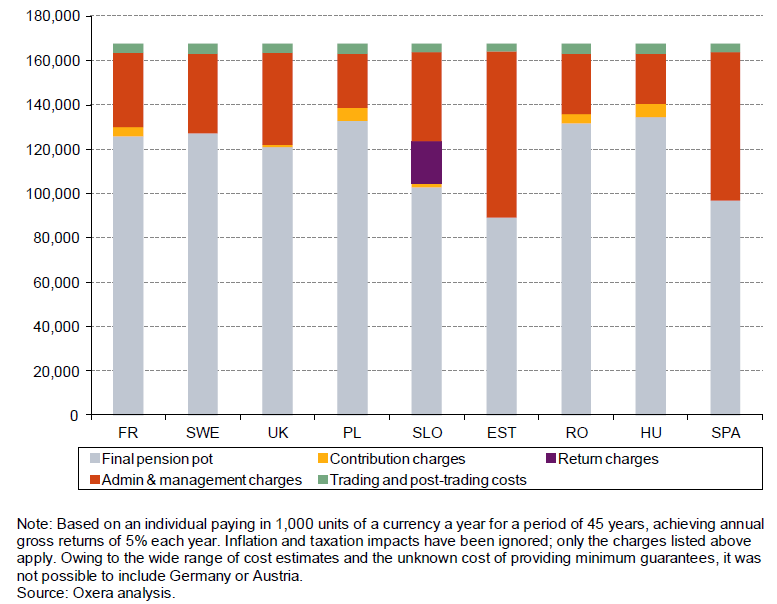 180,000
160,000
140,000
120,000
100,000
80,000
60,000
40,000
20,000
0
FR SWE UK PL SLO EST RO HU SPA
Final pension pot Contribution charges Return charges
Admin & management charges Trading and post-trading costs
Note: Based on an individual paying in 1,000 units of a currency a year for a period of 45 years, achieving annual
gross returns of 5% each year. Inflation and taxation impacts have been ignored; only the charges listed above
apply. Owing to the wide range of cost estimates and the unknown cost of providing minimum guarantees, it was
not possible to include Germany or Austria.
Source: Oxera analysis.